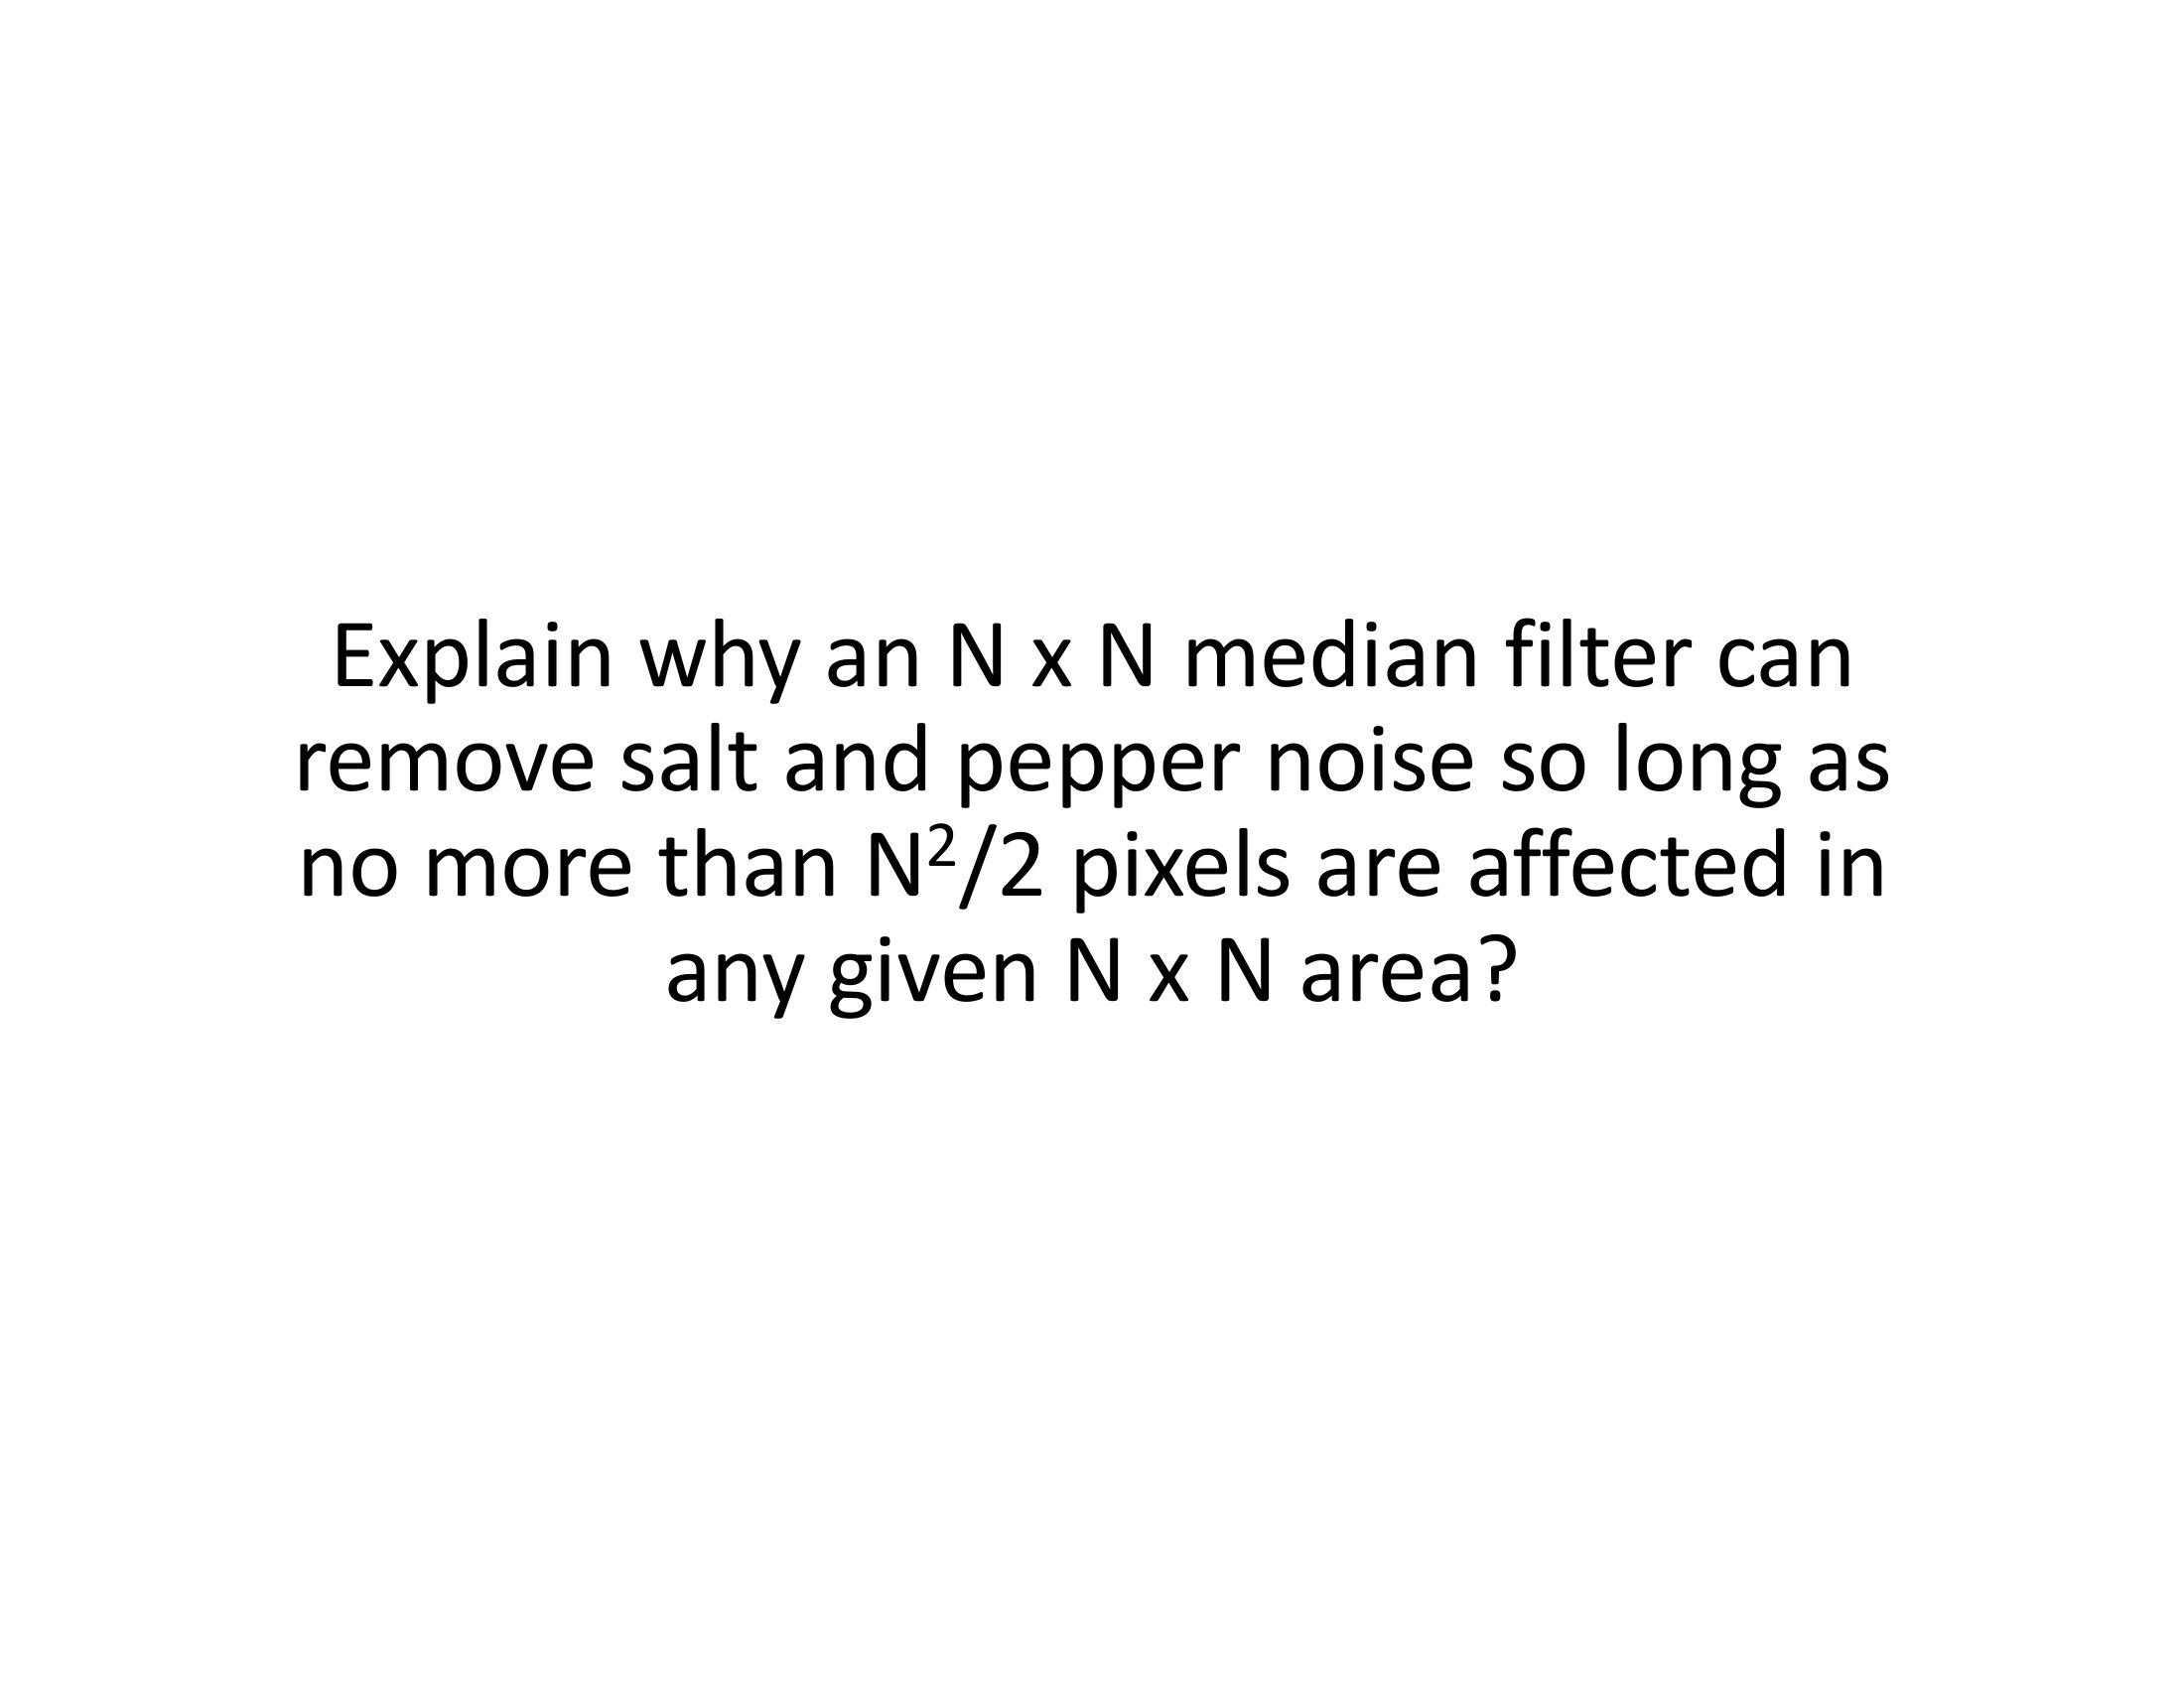 Explain why an N x N median filter can
remove salt and pepper noise so long as
no more than N²/2 pixels are affected in
any given N x N area?